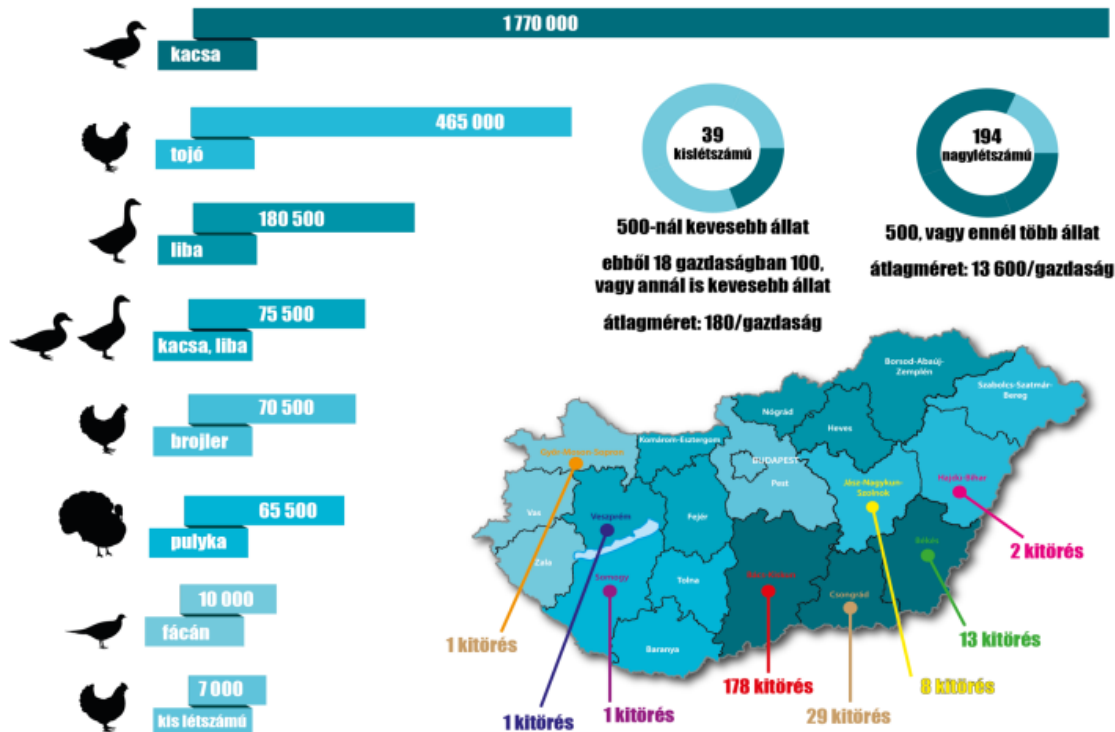 1 770 000
kacsa
465 000
tojó
180 500
liba
75 500
kacsa, liba
70 500
brojler
65 500
pulyka
10 000
fácán
7 000
kis létszámú
39
kislétszámú
500-nál kevesebb állat
ebből 18 gazdaságban 100,
vagy annál is kevesebb állat
átlagméret: 180/gazdaság
194
nagylétszámú
500, vagy ennél több állat
átlagméret: 13 600/gazdaság
Borsod-Abaúj-
Zemplén
Szabolcs-Szatmár-
Bereg
Nógrád
Heves
Komárom-Esztergom
Győr-Moson-Sopron
BUDAPEST
Pest
Jász-Nagykun-
Szolnok
Hajdú-Bihar
Vas
Veszprém
Fejér
Békés
Zala
Somogy
Tolna
Bács-Kiskun
Csongrád
Baranya
2 kitörés
13 kitörés
1 kitörés
178 kitörés
8 kitörés
1 kitörés
1 kitörés
29 kitörés